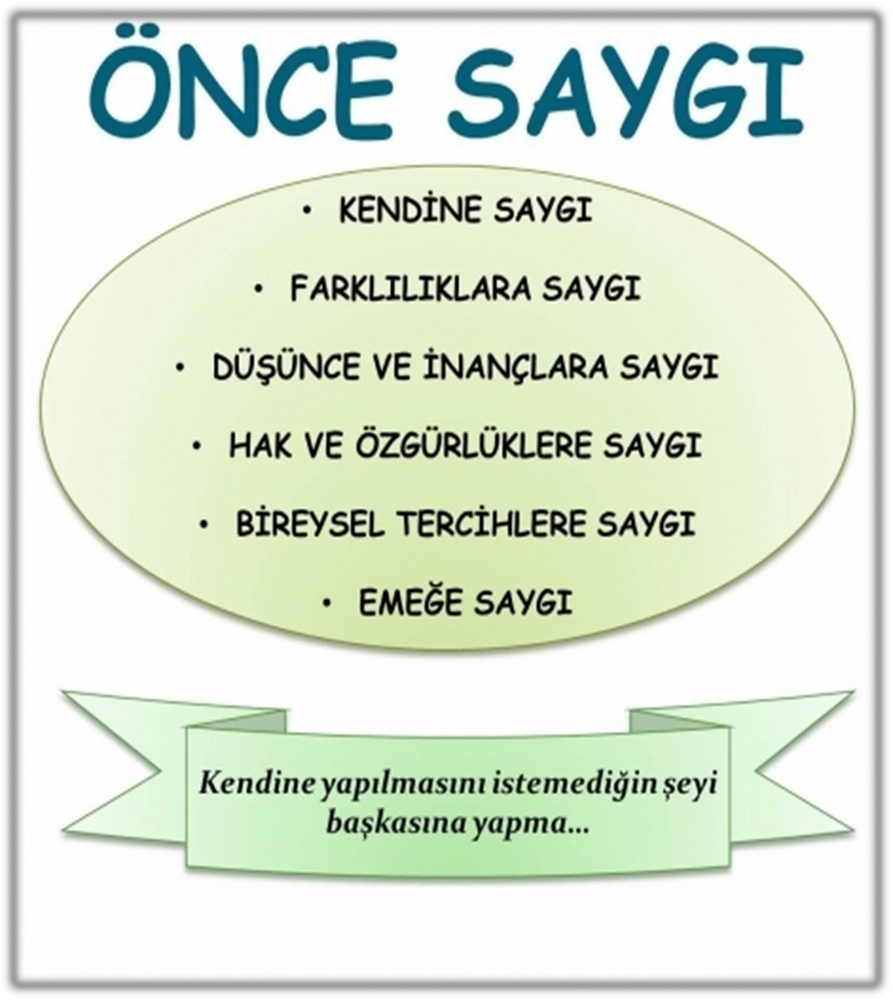 ÖNCE SAYGI
• KENDİNE SAYGI
• FARKLILIKLARA SAYGI
• DÜŞÜNCE VE İNANÇLARA SAYGI
• HAK VE ÖZGÜRLÜKLERE SAYGI
• BİREYSEL TERCİHLERE SAYGI
• EMEĞE SAYGI
Kendine yapılmasını istemediğin şeyi
başkasına yapma...